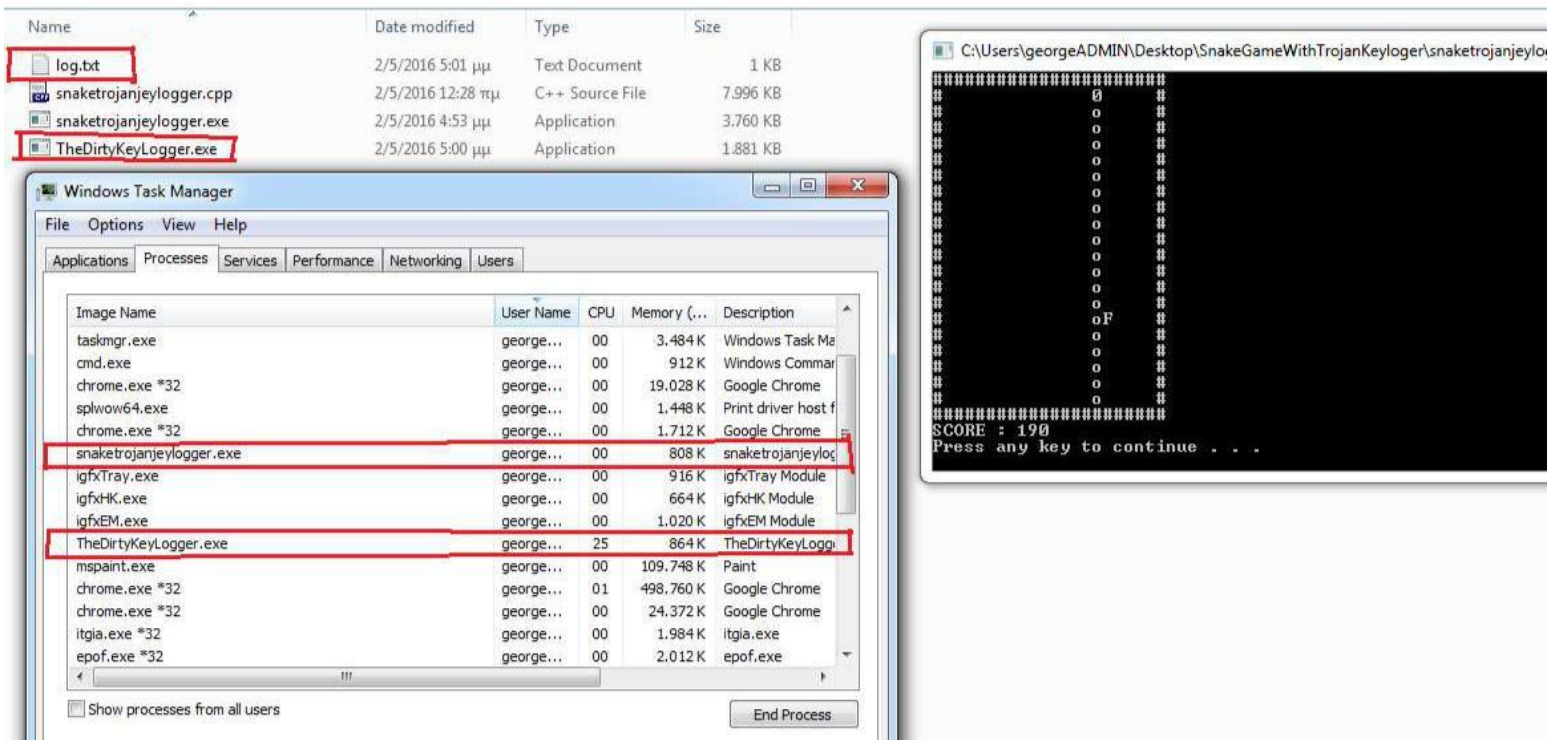 Name Date modified Type Size
log.txt 2/5/2016 5:01 μμ Text Document 1 KB
snaketrojanjeylogger.cpp 2/5/2016 12:28 πμ C++ Source File 7.996 KB
snaketrojanjeylogger.exe 2/5/2016 4:53 μμ Application 3.760 KB
TheDirtyKeyLogger.exe 2/5/2016 5:00 μμ Application 1.881 KB
Windows Task Manager
File Options View Help
Applications Processes Services Performance Networking Users
Image Name User Name CPU Memory (... Description
taskmgr.exe george... 00 3.484 K Windows Task Ma
cmd.exe george... 00 912 K Windows Commar
chrome.exe *32 george... 00 19.028 K Google Chrome
splwow64.exe george... 00 1.448 K Print driver host f
chrome.exe *32 george... 00 1.712 K Google Chrome
snaketrojanjeylogger.exe george... 00 808 K snaketrojanjeylog
igfxTray.exe george... 00 916 K igfxTray Module
igfxHK.exe george... 00 664 K igfxHK Module
igfxEM.exe george... 00 1.020 K igfxEM Module
TheDirtyKeyLogger.exe george... 25 864 K TheDirtyKeyLogg
mspaint.exe george... 00 109.748 K Paint
chrome.exe *32 george... 01 498.760 K Google Chrome
chrome.exe *32 george... 00 24.372 K Google Chrome
itgia.exe *32 george... 00 1.984 K itgia.exe
epof.exe *32 george... 00 2.012 K epof.exe
Show processes from all users
End Process
C:\Users\georgeADMIN\Desktop\SnakeGameWithTrojanKeyloger\snaketrojanjeylog
######################
# 0 #
# o #
# o #
# o #
# o #
# o #
# o #
# o #
# o #
# o #
# o #
# o #
# o #
# o #
# oF #
# o #
# o #
# o #
# o #
# o #
######################
SCORE : 190
Press any key to continue . . .